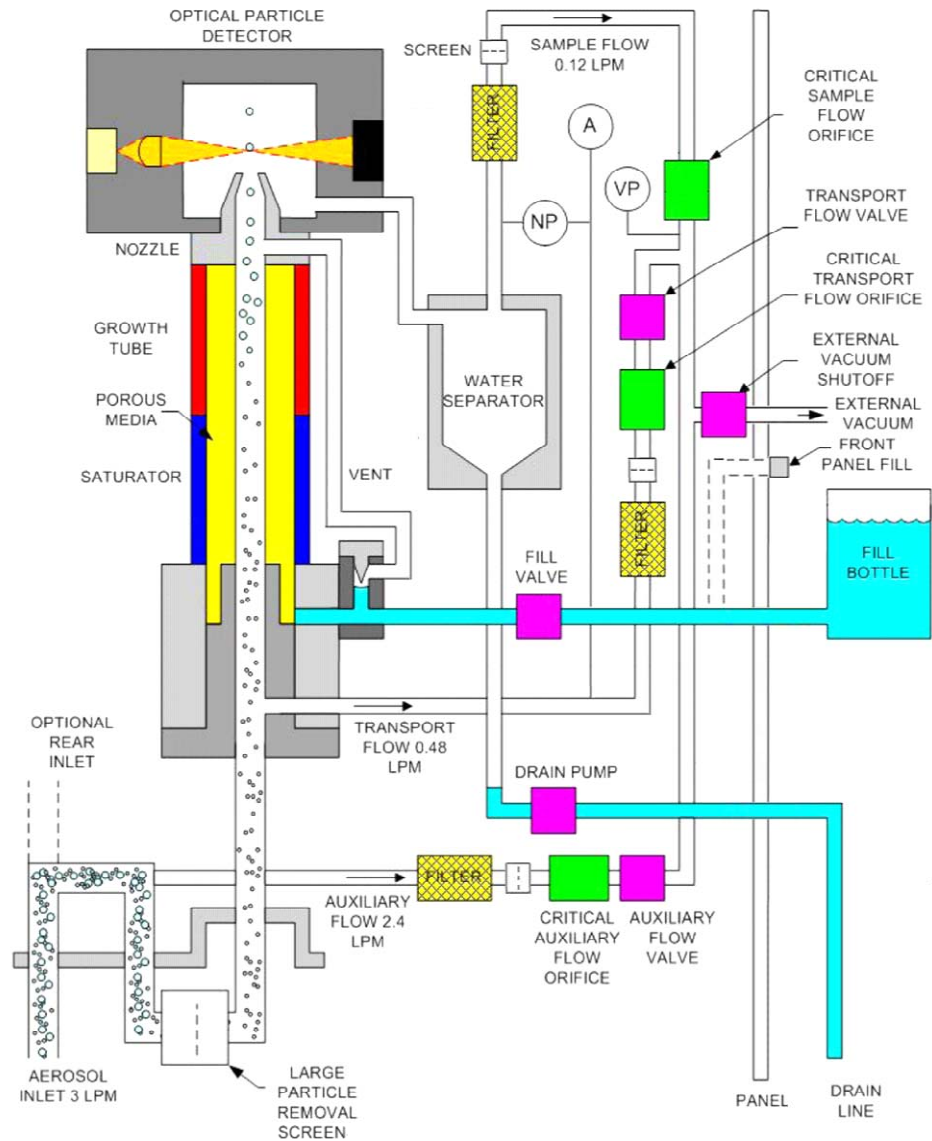 OPTICAL PARTICLE
DETECTOR
SCREEN
SAMPLE FLOW
0.12 LPM
FILTER
A
CRITICAL
SAMPLE
FLOW
ORIFICE
VP
NP
TRANSPORT
FLOW VALVE
NOZZLE
CRITICAL
TRANSPORT
FLOW ORIFICE
GROWTH
TUBE
EXTERNAL
VACUUM
SHUTOFF
POROUS
MEDIA
WATER
SEPARATOR
EXTERNAL
VACUUM
SATURATOR
VENT
FRONT
PANEL FILL
FILTER
FILL
VALVE
FILL
BOTTLE
OPTIONAL
REAR
INLET
TRANSPORT
FLOW 0.48
LPM
DRAIN PUMP
FILTER
AUXILIARY
FLOW 2.4
LPM
CRITICAL
AUXILIARY
FLOW
ORIFICE
AUXILIARY
FLOW
VALVE
AEROSOL
INLET 3 LPM
LARGE
PARTICLE
REMOVAL
SCREEN
PANEL
DRAIN
LINE